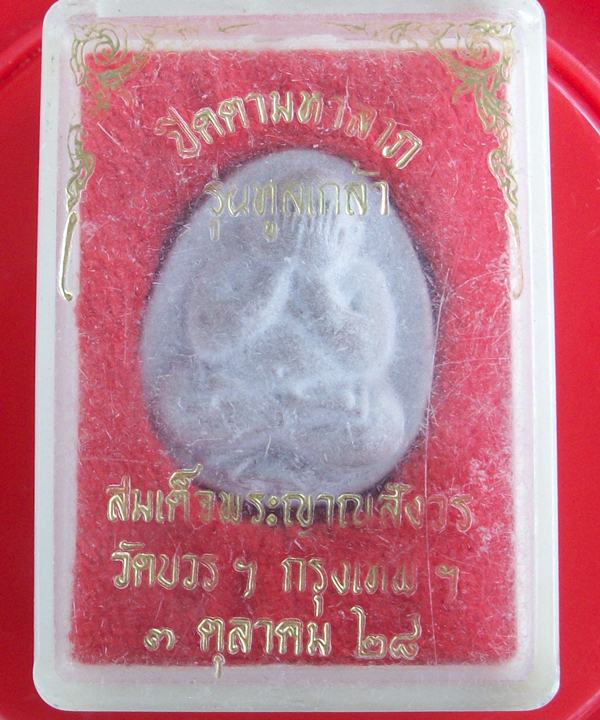 ปิดตามหาลาภ
รุ่นทูลเกล้า
สมเด็จพระญาณสังวร
วัดบวร ฯ กรุงเทพ ฯ
๓ ตุลาคม ๒๘